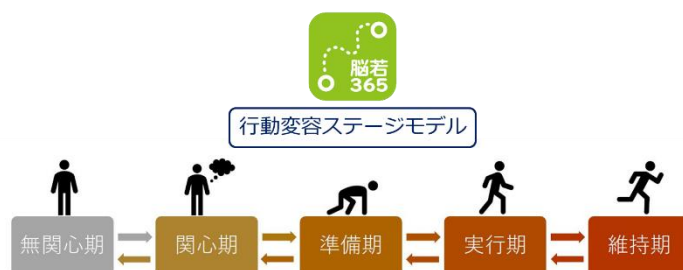 脳若
365
行動変容ステージモデル
無関心期
関心期
準備期
実行期
維持期